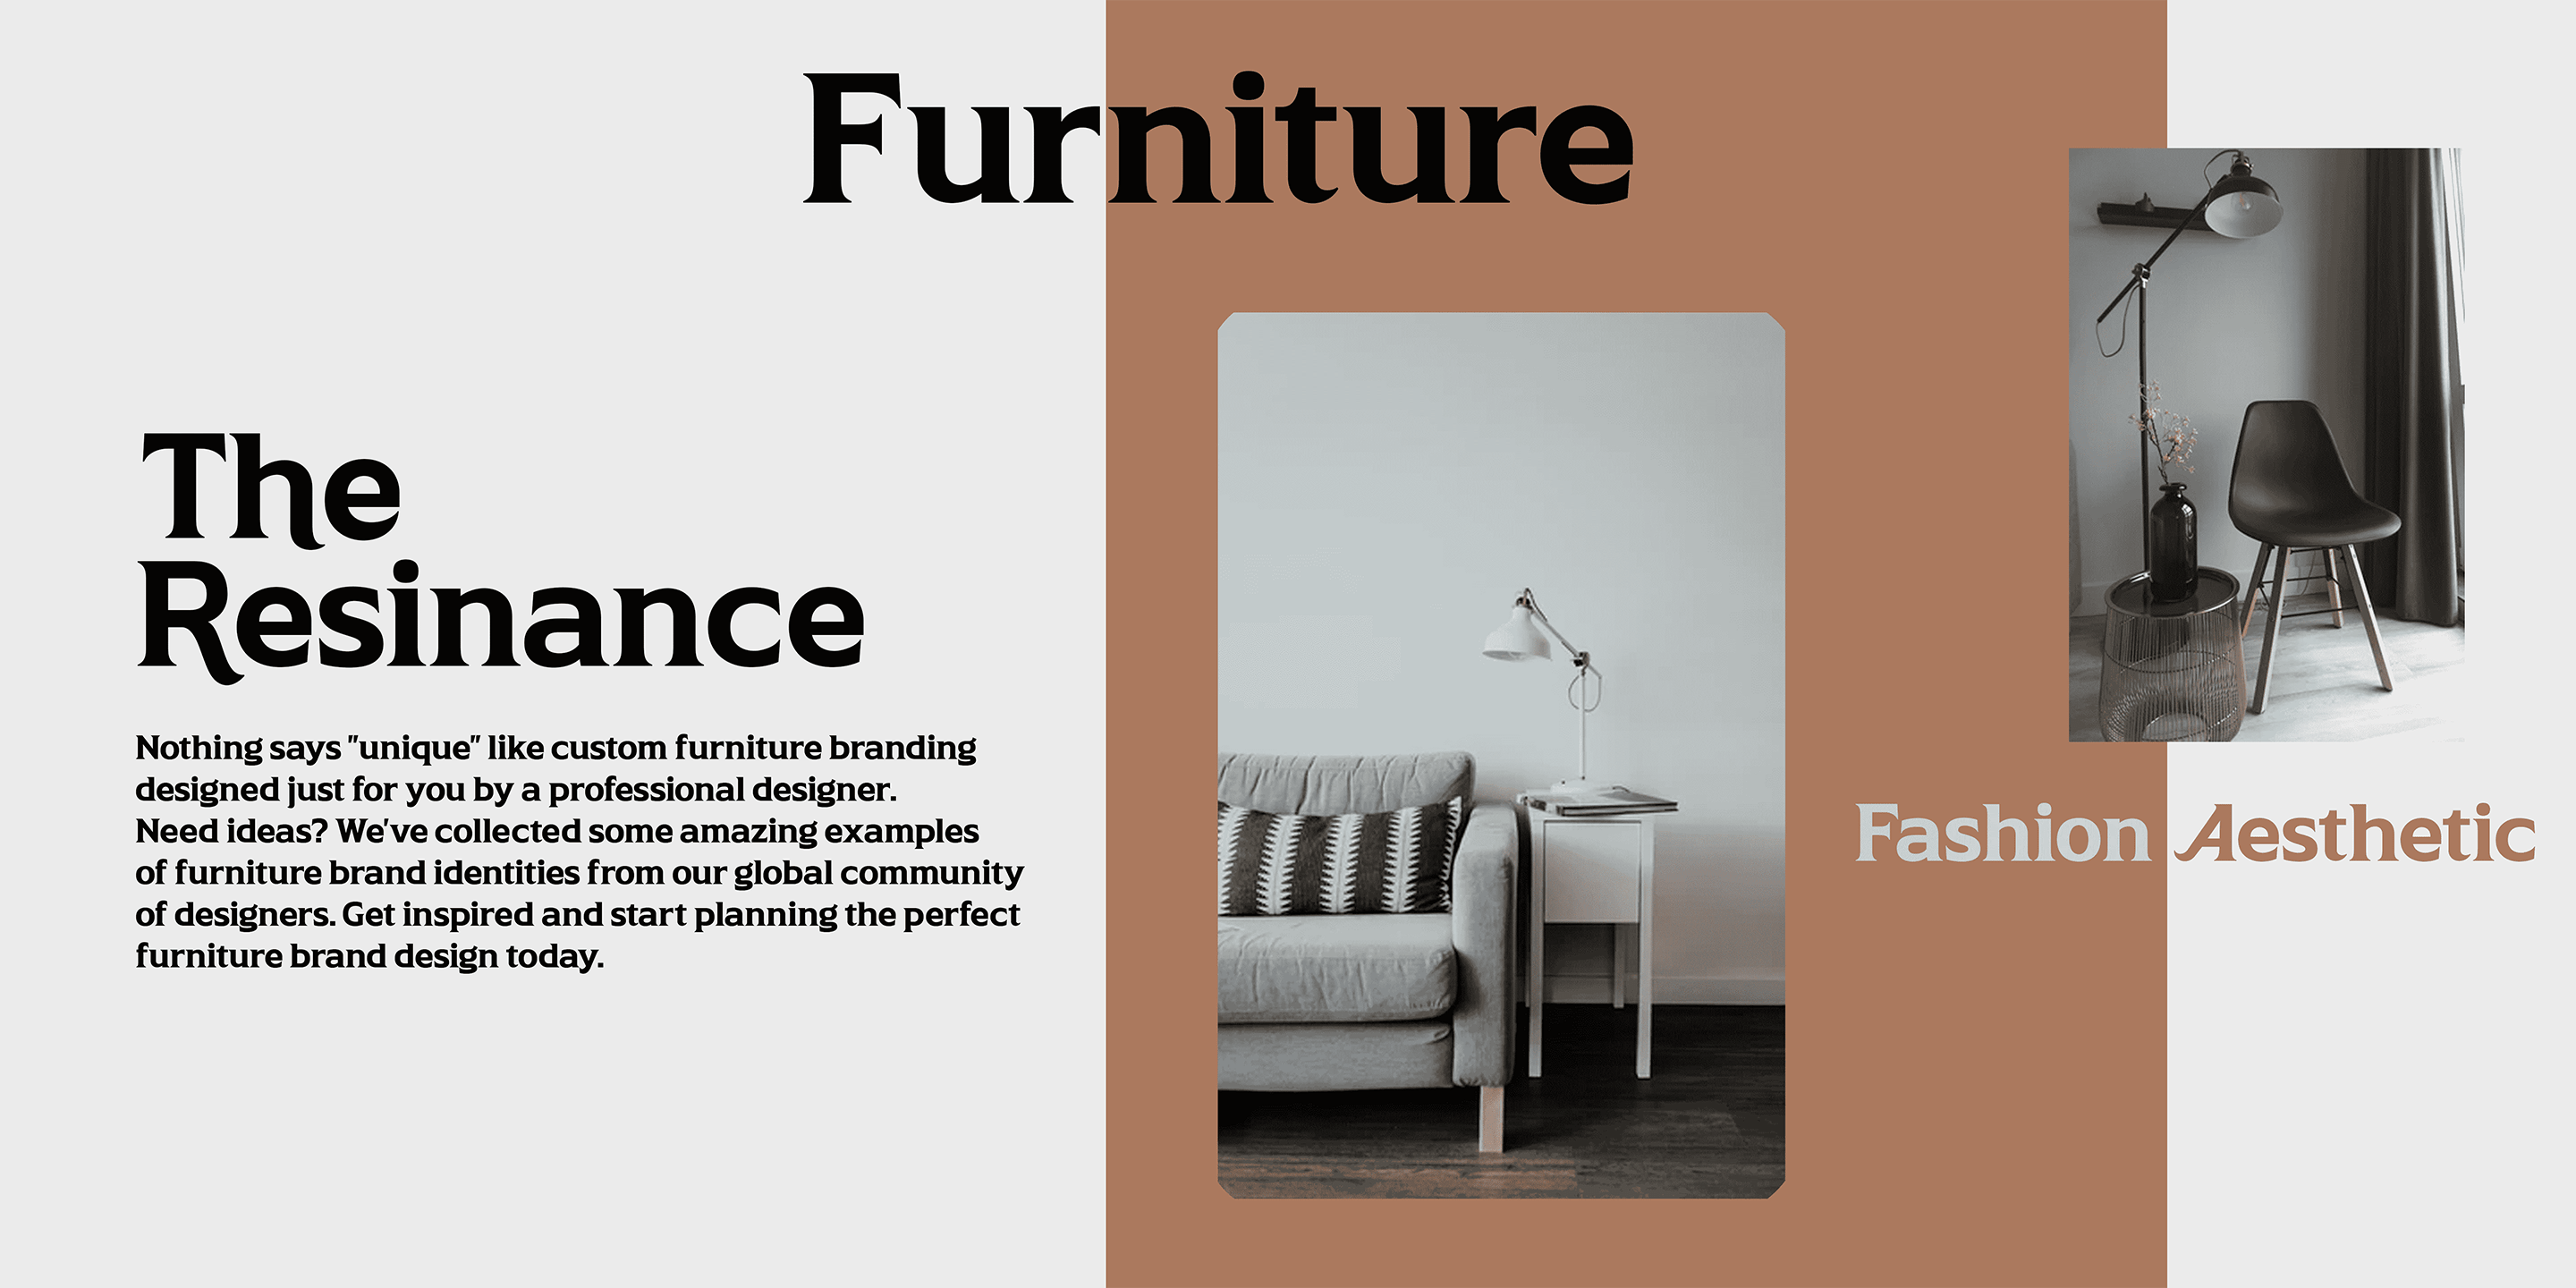 Furniture
The
Resinance
Nothing says "unique" like custom furniture branding
designed just for you by a professional designer.
Need ideas? We've collected some amazing examples
of furniture brand identities from our global community
of designers. Get inspired and start planning the perfect
furniture brand design today.
Fashion Aesthetic